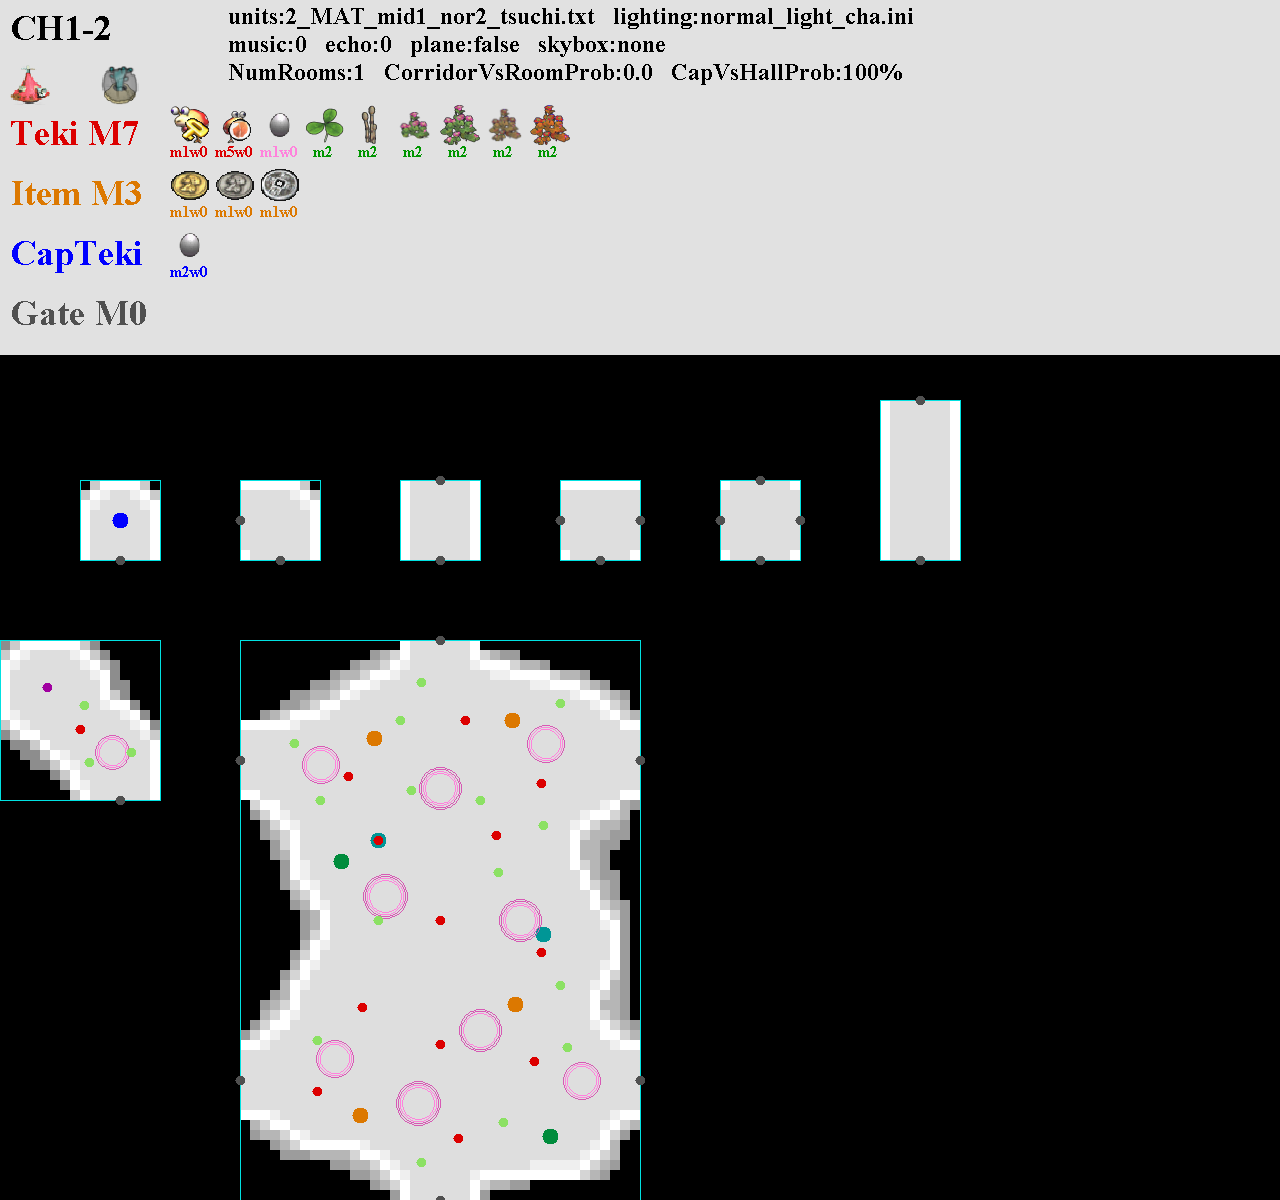 CH1-2
units:2_MAT_mid1_nor2_tsuchi.txt lighting:normal_light_cha.ini
music:0 echo:0 plane:false skybox:none
NumRooms:1 CorridorVsRoomProb:0.0 CapVsHallProb:100%
Teki M7
m1w0 m5w0 m1w0 m2 m2 m2 m2 m2 m2
Item M3
m1w0 m1w0 m1w0
CapTeki
m2w0
Gate M0